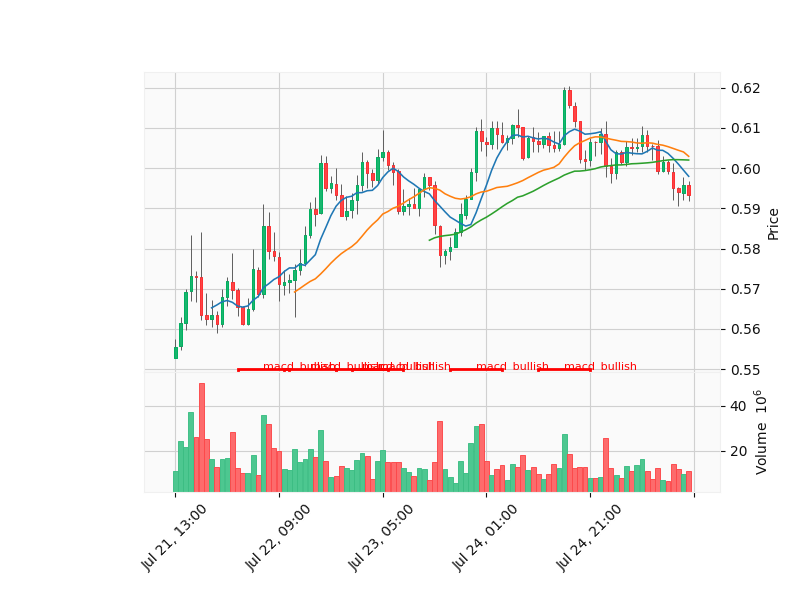 0.62
0.61
0.60
0.59
0.58
0.57
0.56
0.55
Price
macd_bullish
macd_bullish
macd_bullish
macd_bullish
macd_bullish
40
20
Volume 10^6
Jul 21, 13:00
Jul 22, 09:00
Jul 23, 05:00
Jul 24, 01:00
Jul 24, 21:00